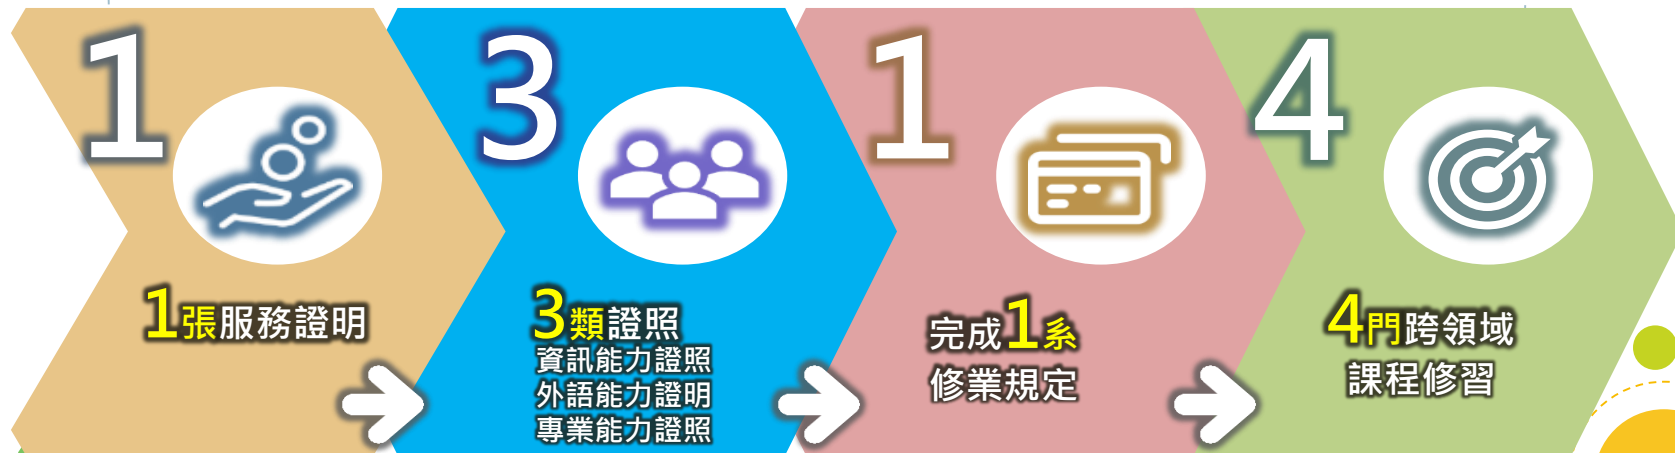 1
1張服務證明
3
3類證照
資訊能力證照
外語能力證明
專業能力證照
1
完成1系
修業規定
4
4門跨領域
課程修習